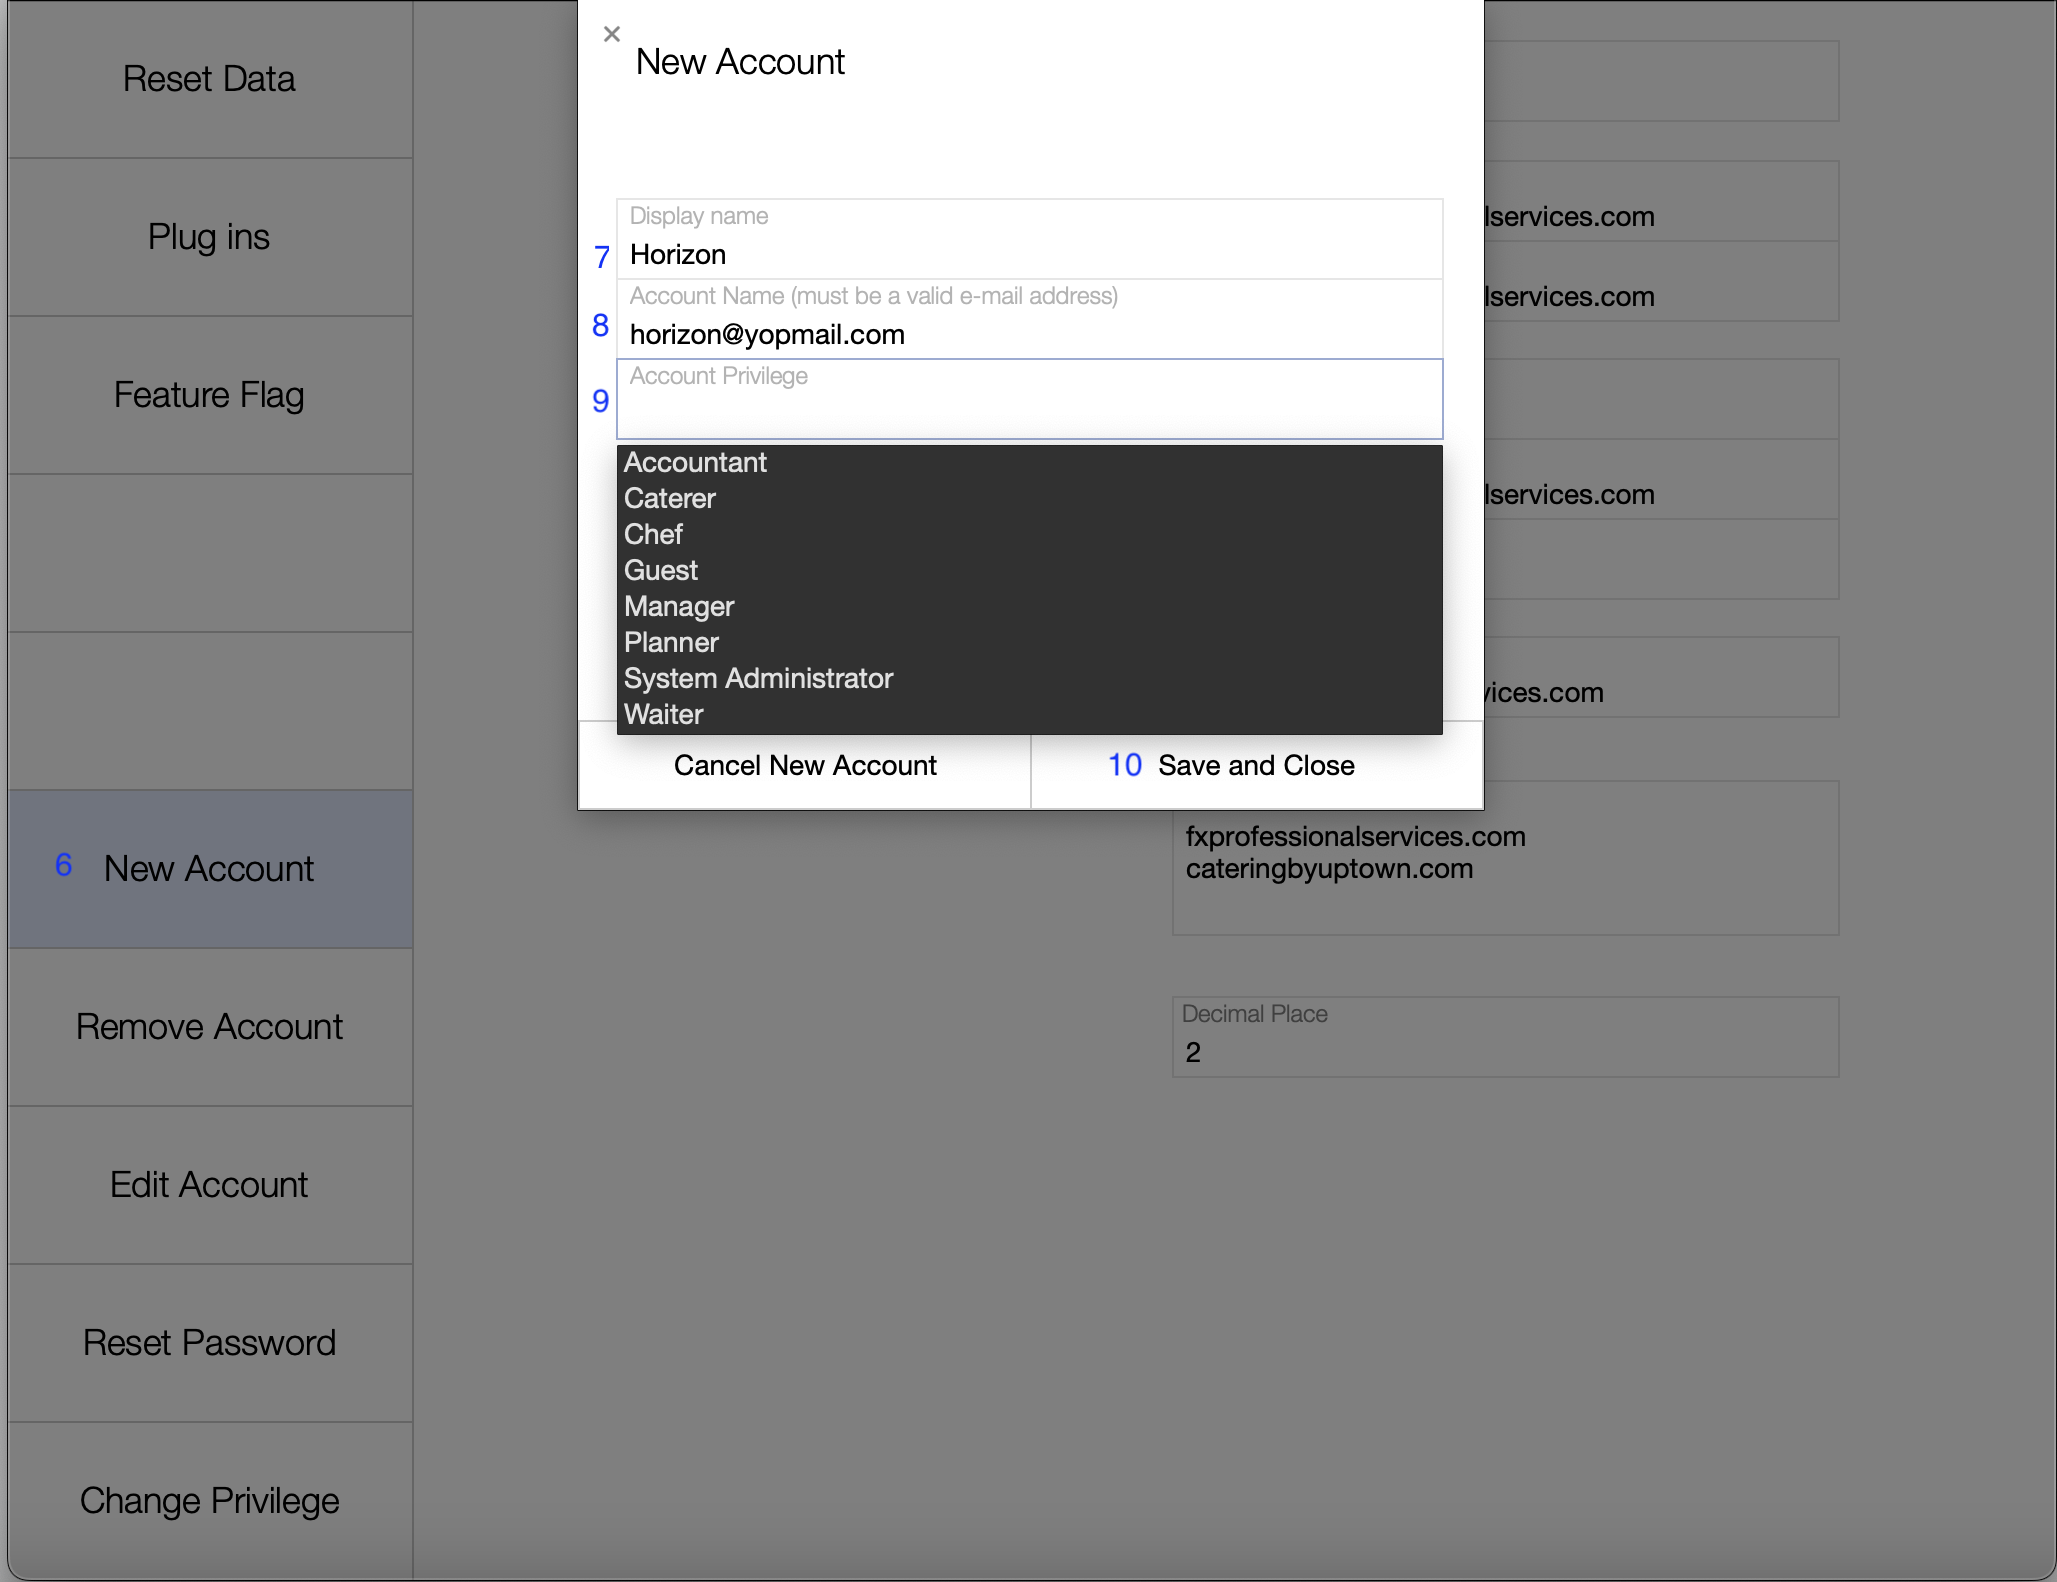 Reset Data
Plug ins
Feature Flag
6 New Account
Remove Account
Edit Account
Reset Password
Change Privilege
×
New Account
Display name
7 Horizon
Account Name (must be a valid e-mail address)
8 horizon@yopmail.com
Account Privilege
9
Accountant
Caterer
Chef
Guest
Manager
Planner
System Administrator
Waiter
Cancel New Account
10 Save and Close
lservices.com
lservices.com
lservices.com
vices.com
fxprofessionalservices.com
cateringbyuptown.com
Decimal Place
2